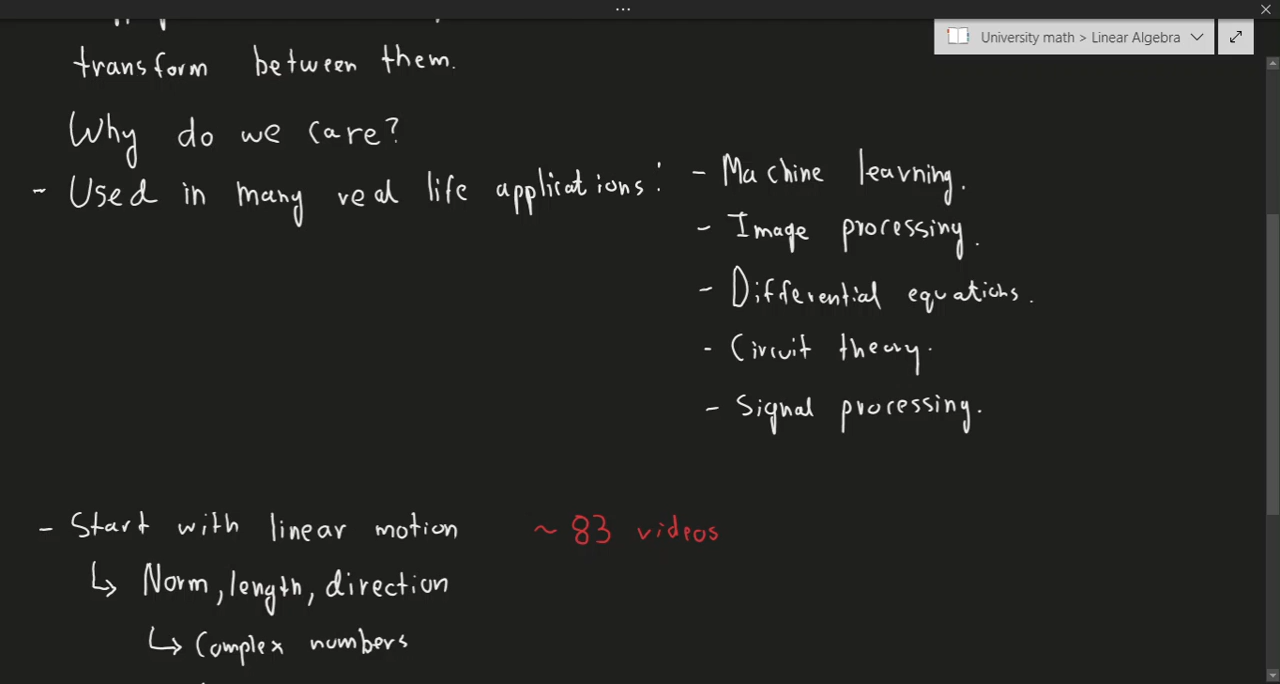 University math > Linear Algebra
transform between them.
Why do we care?
- Used in many real life applications:
- Machine learning.
- Image processing.
- Differential equations.
- Circuit theory.
- Signal processing.
- Start with linear motion ~ 83 videos
↳ Norm, length, direction
↳ Complex numbers